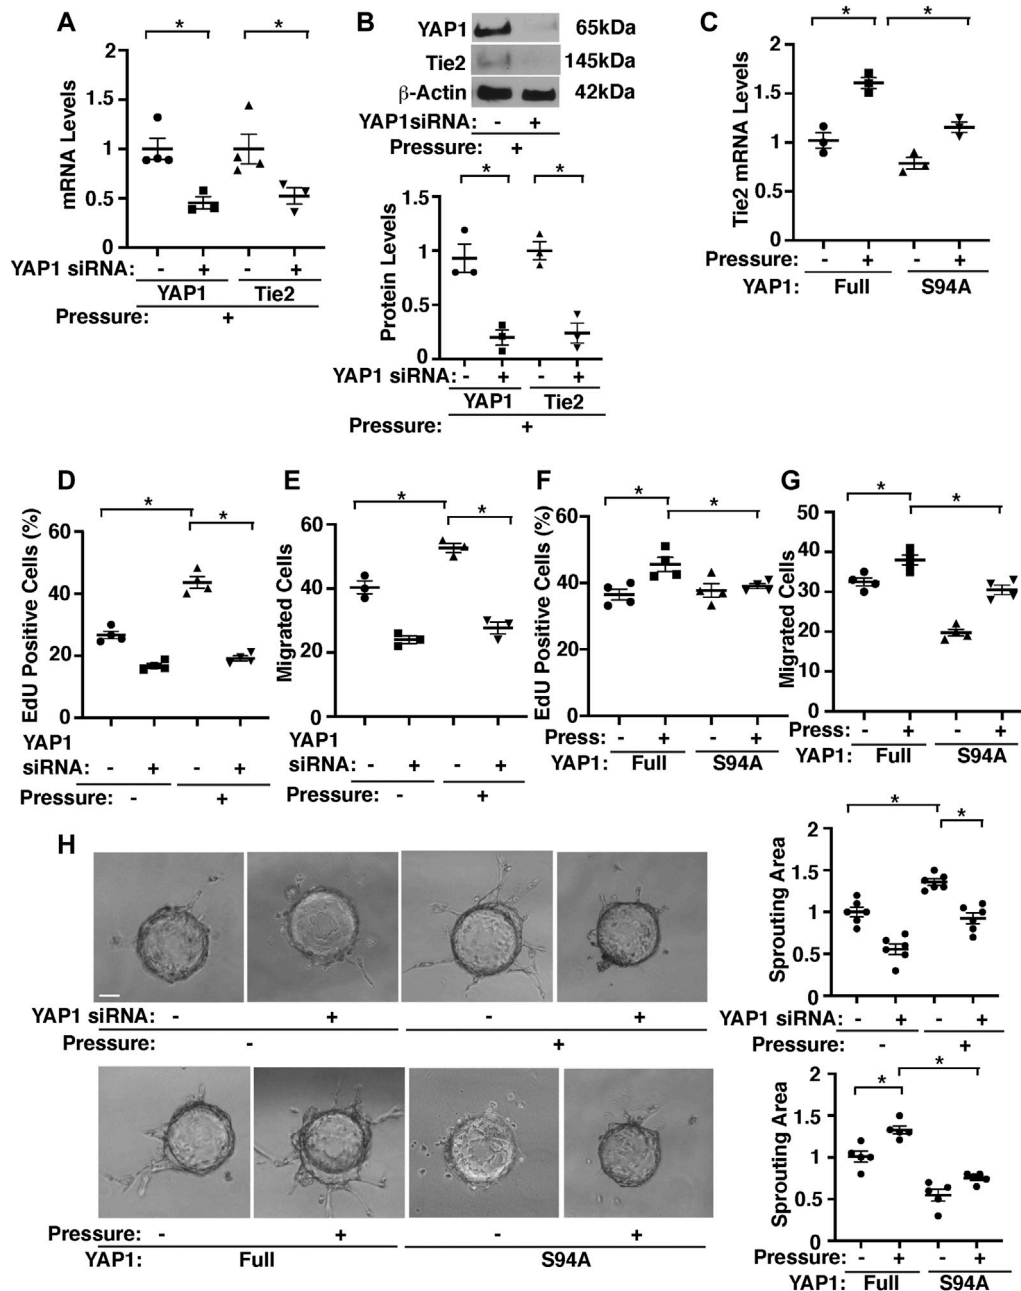 A
*
*
mRNA Levels
2
1.5
1
0.5
0
YAP1 siRNA: - + - +
YAP1 Tie2
Pressure: +
B
YAP1 65kDa
Tie2 145kDa
β-Actin 42kDa
YAP1siRNA: - +
Pressure: +
*
*
Protein Levels
1.5
1
0.5
0
YAP1 siRNA: - + - +
YAP1 Tie2
Pressure: +
C
*
*
Tie2 mRNA Levels
2
1.5
1
0.5
0
Pressure: - + - +
YAP1: Full S94A
D
*
*
EdU Positive Cells (%)
60
40
20
0
YAP1
siRNA: - + - +
Pressure: - +
E
*
*
Migrated Cells
60
40
20
0
YAP1
siRNA: - + - +
Pressure: - +
F
*
*
EdU Positive Cells (%)
60
40
20
0
Press: - + - +
YAP1: Full S94A
G
*
*
Migrated Cells
50
40
30
20
10
0
Press: - + - +
YAP1: Full S94A
H
YAP1 siRNA: - + - +
Pressure: - +
*
*
Sprouting Area
2
1.5
1
0.5
0
YAP1 siRNA: - + - +
Pressure: - +
Pressure: - + - +
YAP1: Full S94A
*
*
Sprouting Area
2
1.5
1
0.5
0
Pressure: - + - +
YAP1: Full S94A